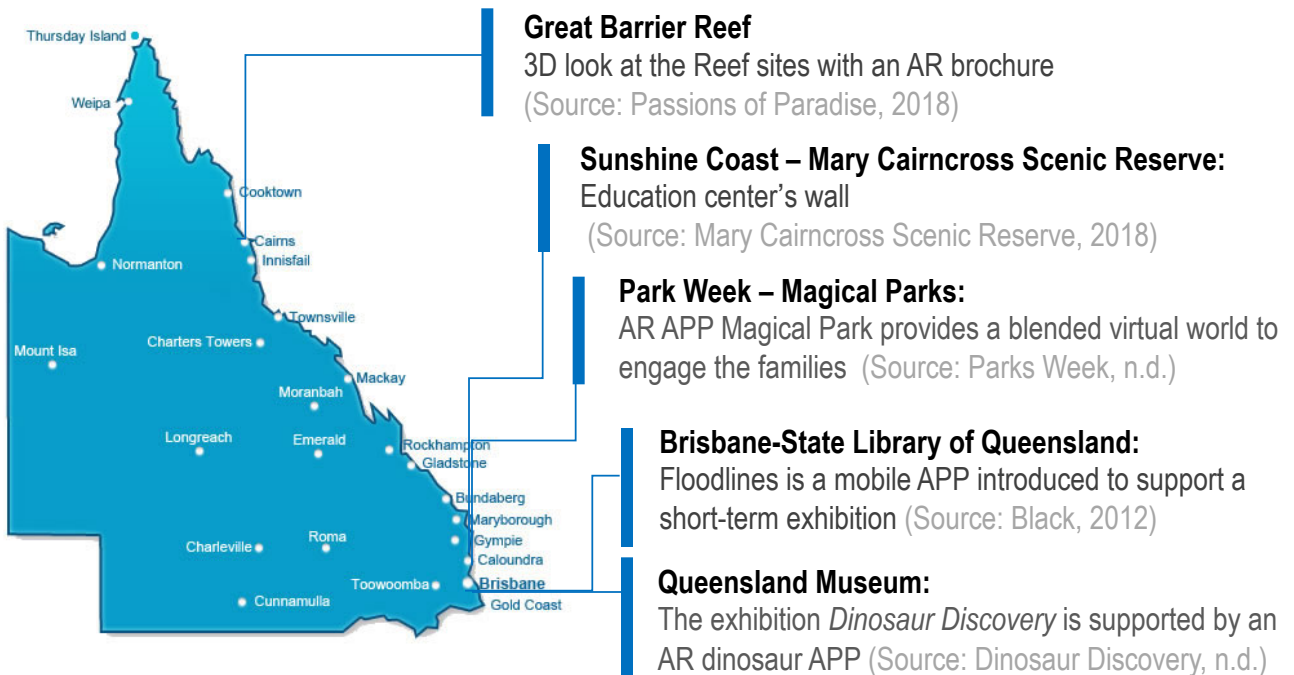 Great Barrier Reef
3D look at the Reef sites with an AR brochure
(Source: Passions of Paradise, 2018)
Sunshine Coast – Mary Cairncross Scenic Reserve:
Education center’s wall
(Source: Mary Cairncross Scenic Reserve, 2018)
Park Week – Magical Parks:
AR APP Magical Park provides a blended virtual world to
engage the families (Source: Parks Week, n.d.)
Brisbane-State Library of Queensland:
Floodlines is a mobile APP introduced to support a
short-term exhibition (Source: Black, 2012)
Queensland Museum:
The exhibition Dinosaur Discovery is supported by an
AR dinosaur APP (Source: Dinosaur Discovery, n.d.)
Thursday Island
Weipa
Cooktown
Cairns
Innisfail
Normanton
Townsville
Charters Towers
Mount Isa
Mackay
Moranbah
Longreach
Emerald
Rockhampton
Gladstone
Bundaberg
Maryborough
Gympie
Roma
Charleville
Caloundra
Toowoomba
Brisbane
Cunnamulla
Gold Coast